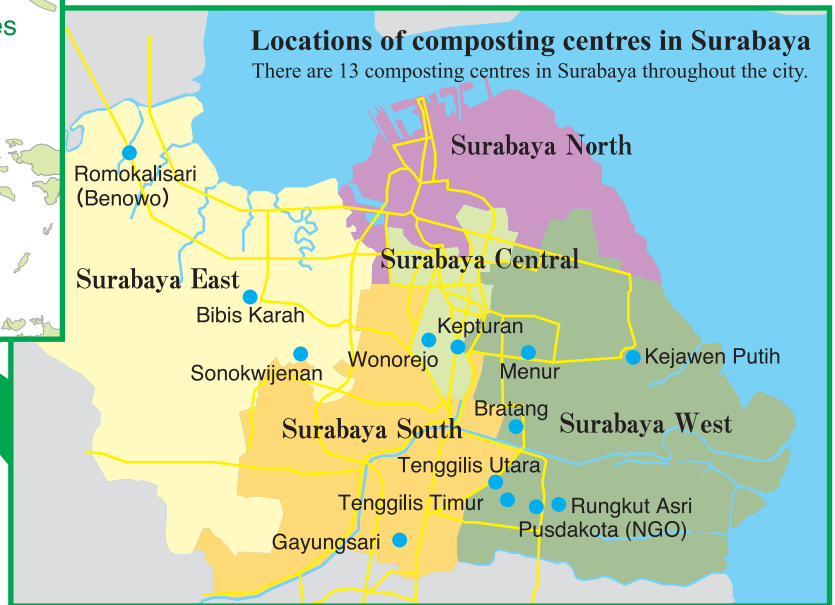 es
Locations of composting centres in Surabaya
There are 13 composting centres in Surabaya throughout the city.
Surabaya North
Romokalisari
(Benowo)
Surabaya Central
Surabaya East
Bibis Karah
Kepturan
Wonorejo
Kejawen Putih
Sonokwijenan
Menur
Bratang
Surabaya West
Surabaya South
Tenggilis Utara
Tenggilis Timur
Rungkut Asri
Pusdakota (NGO)
Gayungsari